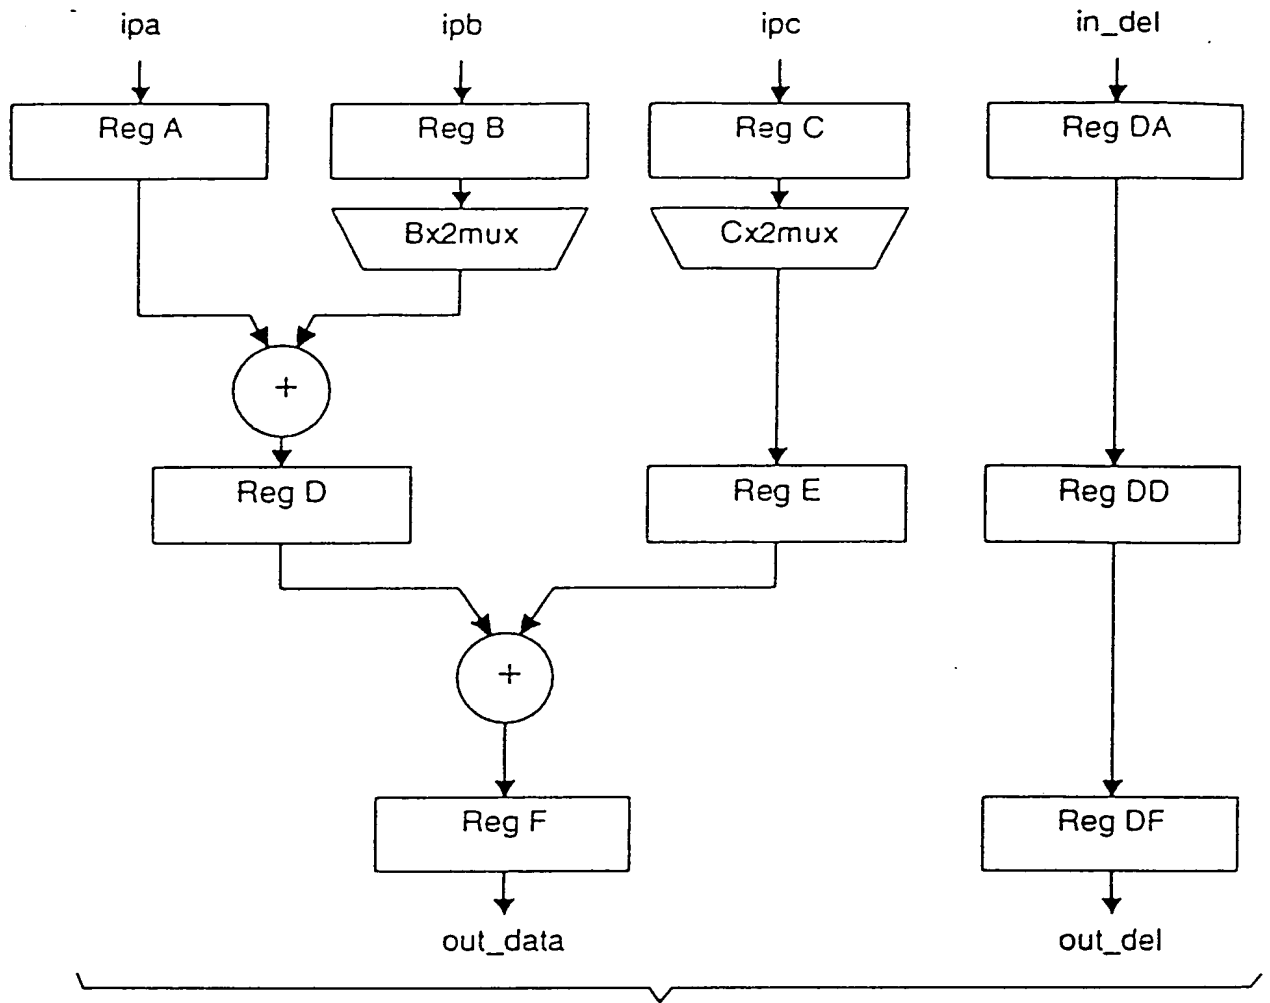 ipa ipb ipc in_del
Reg A Reg B Reg C Reg DA
Bx2mux Cx2mux
+
Reg D Reg E Reg DD
+
Reg F Reg DF
out_data out_del